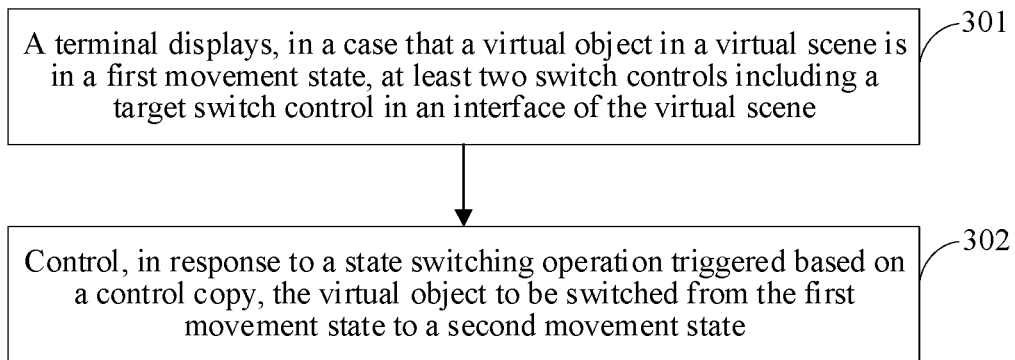 301
A terminal displays, in a case that a virtual object in a virtual scene is
in a first movement state, at least two switch controls including a
target switch control in an interface of the virtual scene
302
Control, in response to a state switching operation triggered based on
a control copy, the virtual object to be switched from the first
movement state to a second movement state